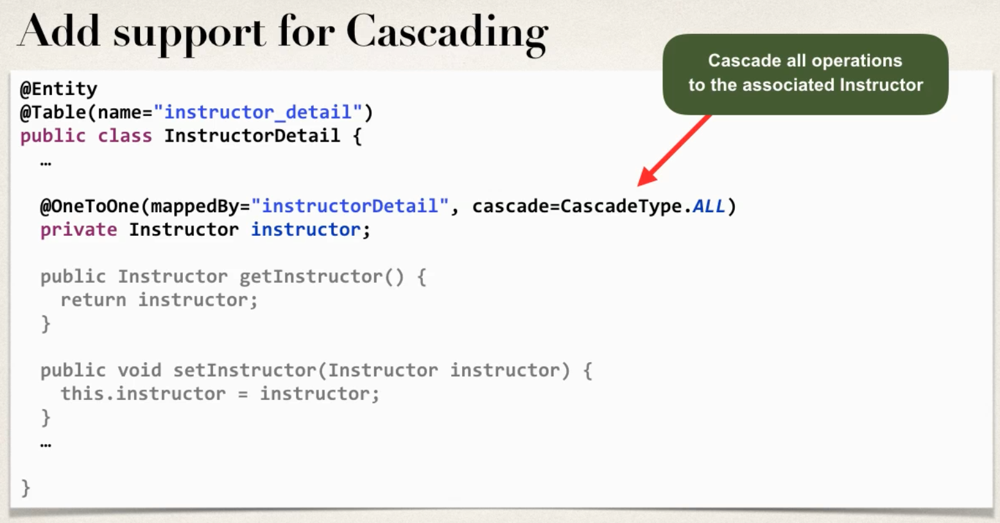 Add support for Cascading
Cascade all operations
to the associated Instructor
@Entity
@Table(name="instructor_detail")
public class InstructorDetail {
…
@OneToOne(mappedBy="instructorDetail", cascade=CascadeType.ALL)
private Instructor instructor;
public Instructor getInstructor() {
return instructor;
}
public void setInstructor(Instructor instructor) {
this.instructor = instructor;
}
…
}